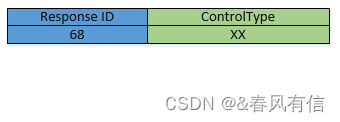 Response ID ControlType
68 XX
CSDN @&春风有信